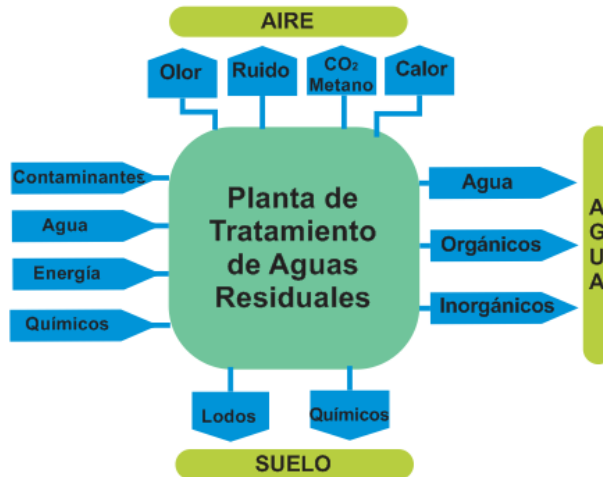 AIRE
Olor
Ruido
CO₂
Metano
Calor
Contaminantes
Agua
Energía
Químicos
Planta de
Tratamiento
de Aguas
Residuales
Agua
Orgánicos
Inorgánicos
A
G
U
A
Lodos
Químicos
SUELO